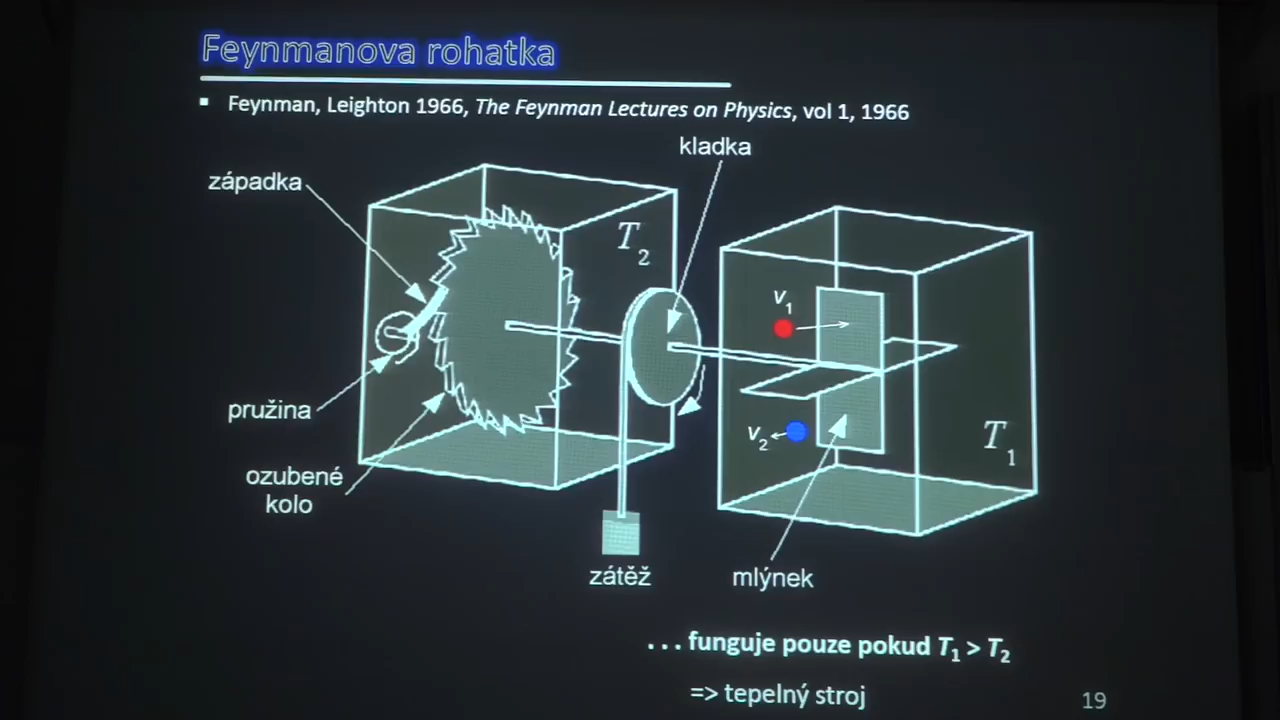 Feynmanova rohatka
▪ Feynman, Leighton 1966, The Feynman Lectures on Physics, vol 1, 1966
kladka
západka
T2
v1
pružina
v2
T1
ozubené
kolo
zátěž
mlýnek
...funguje pouze pokud T1 > T2
=> tepelný stroj
19